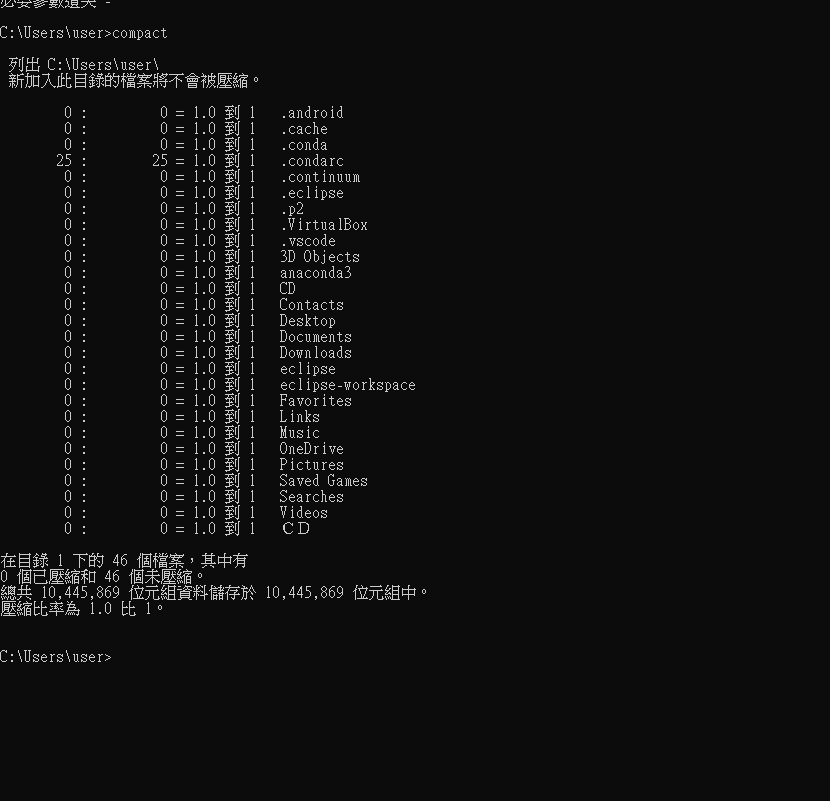 必要參數遺失 -
C:\Users\user>compact
列出 C:\Users\user\
新加入此目錄的檔案將不會被壓縮。
0 : 0 = 1.0 到 1 .android
0 : 0 = 1.0 到 1 .cache
0 : 0 = 1.0 到 1 .conda
25 : 25 = 1.0 到 1 .condarc
0 : 0 = 1.0 到 1 .continuum
0 : 0 = 1.0 到 1 .eclipse
0 : 0 = 1.0 到 1 .p2
0 : 0 = 1.0 到 1 .VirtualBox
0 : 0 = 1.0 到 1 .vscode
0 : 0 = 1.0 到 1 3D Objects
0 : 0 = 1.0 到 1 anaconda3
0 : 0 = 1.0 到 1 CD
0 : 0 = 1.0 到 1 Contacts
0 : 0 = 1.0 到 1 Desktop
0 : 0 = 1.0 到 1 Documents
0 : 0 = 1.0 到 1 Downloads
0 : 0 = 1.0 到 1 eclipse
0 : 0 = 1.0 到 1 eclipse-workspace
0 : 0 = 1.0 到 1 Favorites
0 : 0 = 1.0 到 1 Links
0 : 0 = 1.0 到 1 Music
0 : 0 = 1.0 到 1 OneDrive
0 : 0 = 1.0 到 1 Pictures
0 : 0 = 1.0 到 1 Saved Games
0 : 0 = 1.0 到 1 Searches
0 : 0 = 1.0 到 1 Videos
0 : 0 = 1.0 到 1 ＣＤ
在目錄 1 下的 46 個檔案，其中有
0 個已壓縮和 46 個未壓縮。
總共 10,445,869 位元組資料儲存於 10,445,869 位元組中。
壓縮比率為 1.0 比 1。
C:\Users\user>